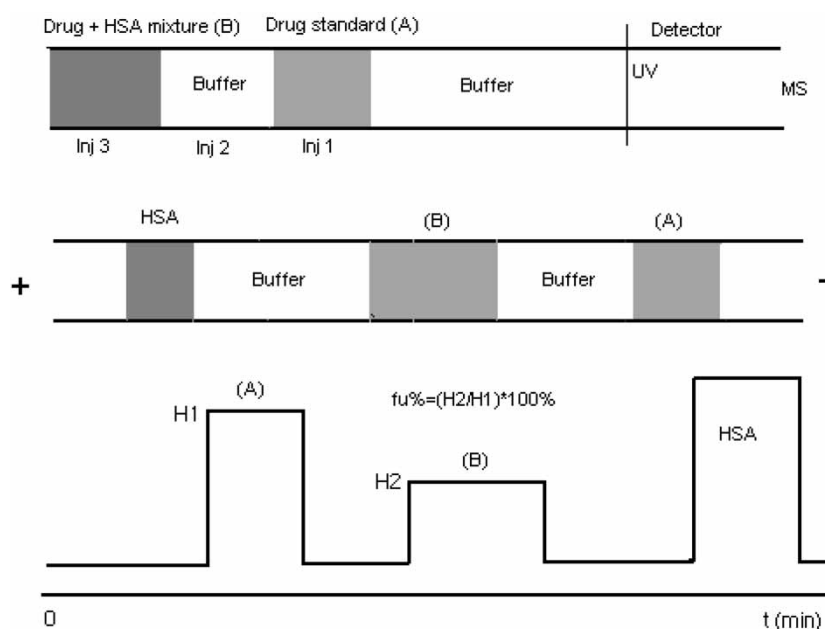 Drug + HSA mixture (B) Drug standard (A) Detector
Buffer Buffer UV MS
Inj 3 Inj 2 Inj 1
HSA (B) (A)
+ Buffer Buffer -
(A) fu%=(H2/H1)*100%
H1 HSA
(B)
H2
0 t (min)